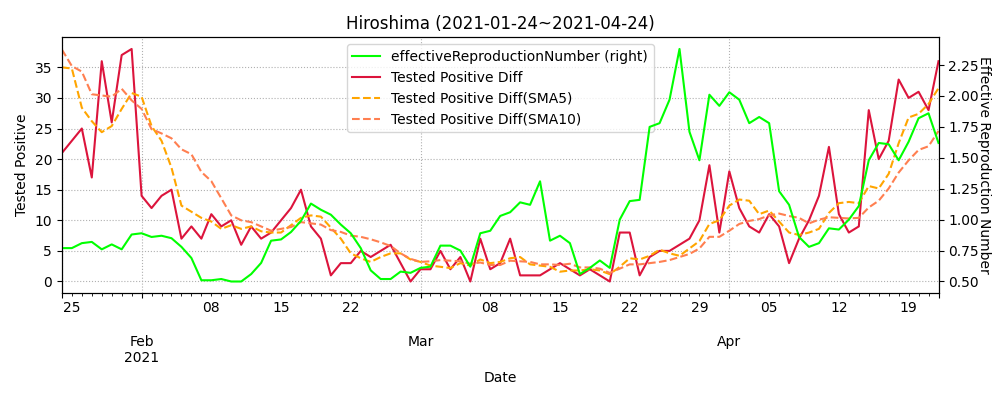 Hiroshima (2021-01-24~2021-04-24)
effectiveReproductionNumber (right)
Tested Positive Diff
Tested Positive Diff(SMA5)
Tested Positive Diff(SMA10)
Tested Positive
35
30
25
20
15
10
5
0
2.25
2.00
1.75
1.50
1.25
1.00
0.75
0.50
Effective Reproduction Number
25 08 15 22 08 15 22 29 05 12 19
Feb Mar Apr
2021
Date